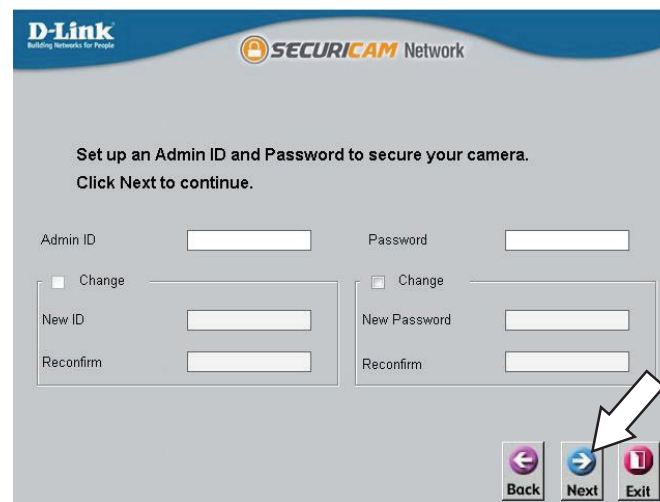 D-Link
Building Networks for People
SECURICAM Network
Set up an Admin ID and Password to secure your camera.
Click Next to continue.
Admin ID
Password
Change
Change
New ID
New Password
Reconfirm
Reconfirm
Back
Next
Exit